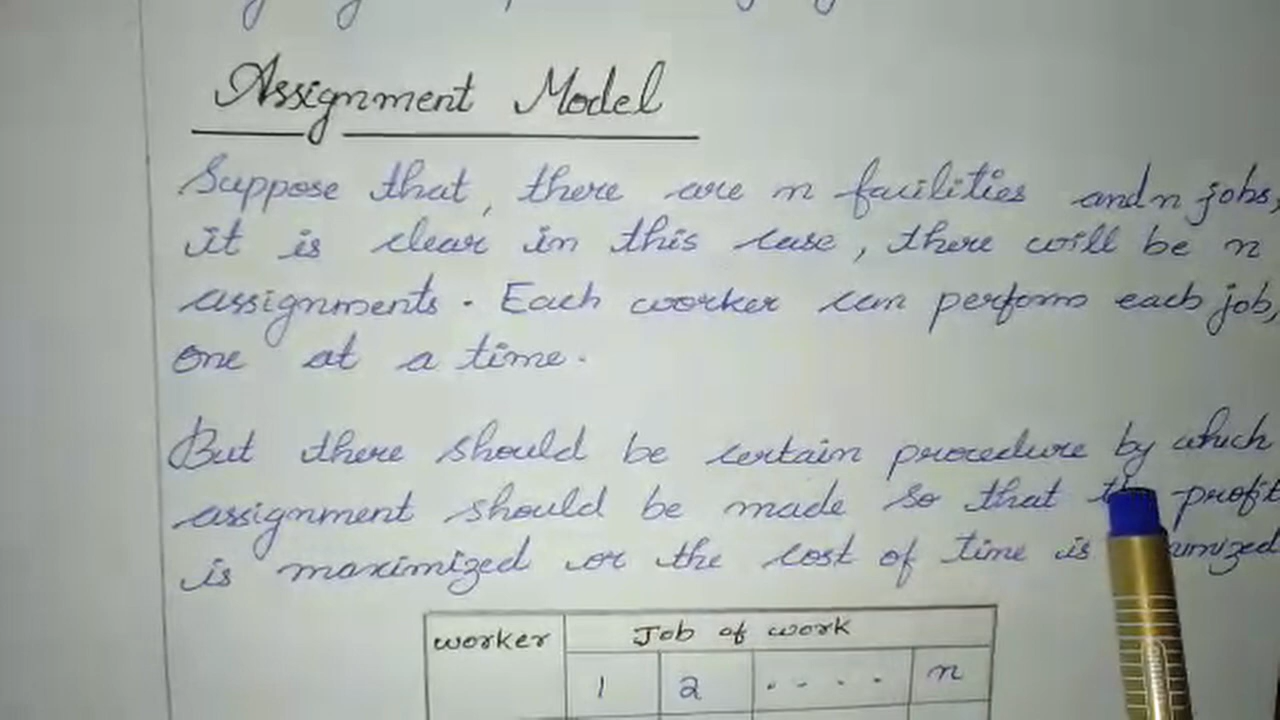 Assignment Model
Suppose that, there are n facilities and n jobs,
it is clear in this case, there will be n
assignments. Each worker can perform each job,
one at a time.
But there should be certain procedure by which
assignment should be made so that profit
is maximized or the cost of time is
worker
Job of work
1 2 .... n